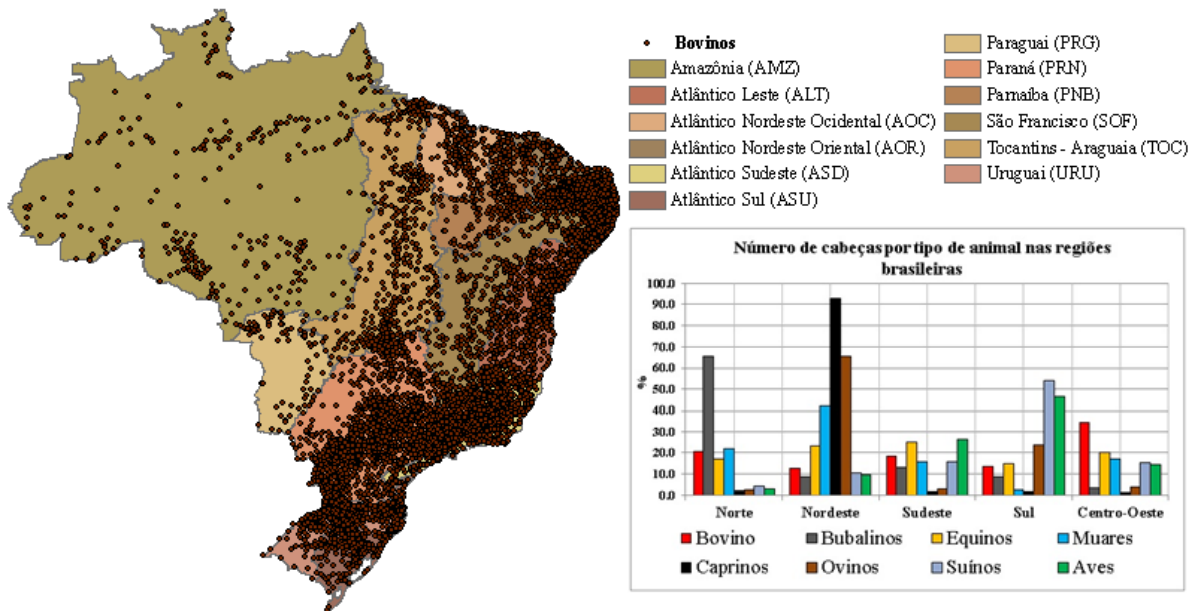 Bovinos
Amazônia (AMZ)
Atlântico Leste (ALT)
Atlântico Nordeste Ocidental (AOC)
Atlântico Nordeste Oriental (AOR)
Atlântico Sudeste (ASD)
Atlântico Sul (ASU)
Paraguai (PRG)
Paraná (PRN)
Parnaíba (PNB)
São Francisco (SOF)
Tocantins - Araguaia (TOC)
Uruguai (URU)
Número de cabeças por tipo de animal nas regiões
brasileiras
%
100.0
90.0
80.0
70.0
60.0
50.0
40.0
30.0
20.0
10.0
0.0
Norte Nordeste Sudeste Sul Centro-Oeste
Bovino Bubalinos Equinos Muares
Caprinos Ovinos Suínos Aves